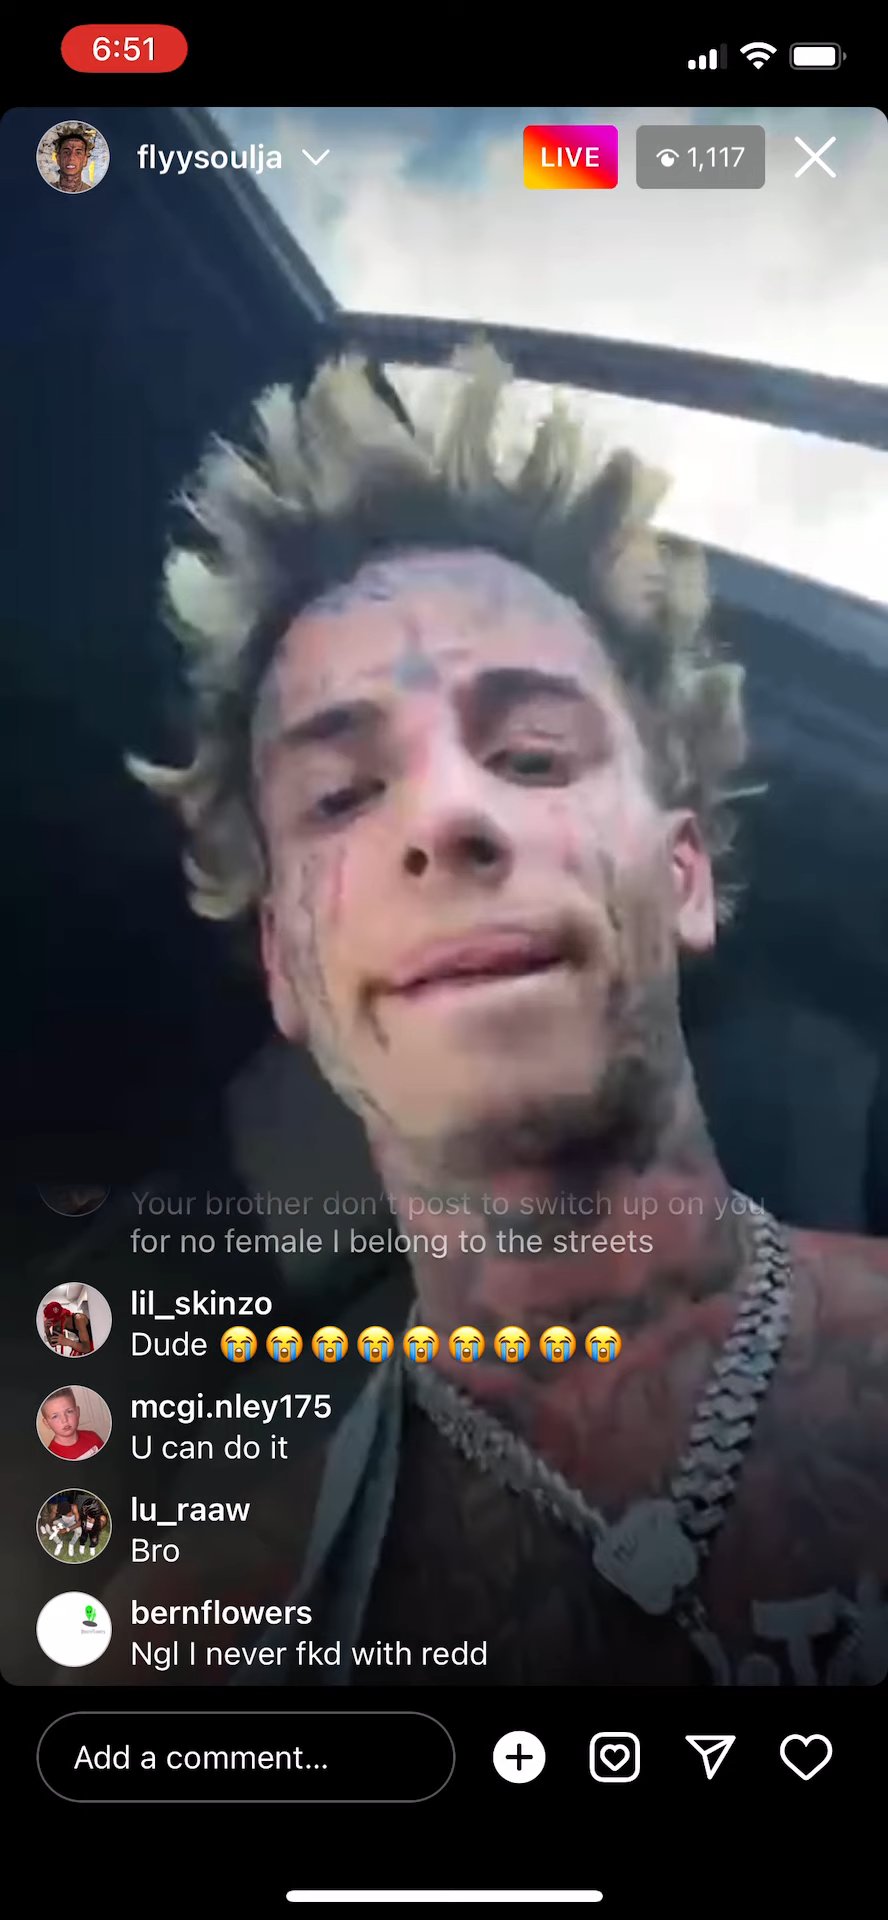 6:51
flyysoulja
LIVE
1,117
Your brother don't post to switch up on you
for no female I belong to the streets
lil_skinzo
Dude 😭😭😭😭😭😭😭😭😭
mcgi.nley175
U can do it
lu_raaw
Bro
bernflowers
Ngl I never fkd with redd
Add a comment...